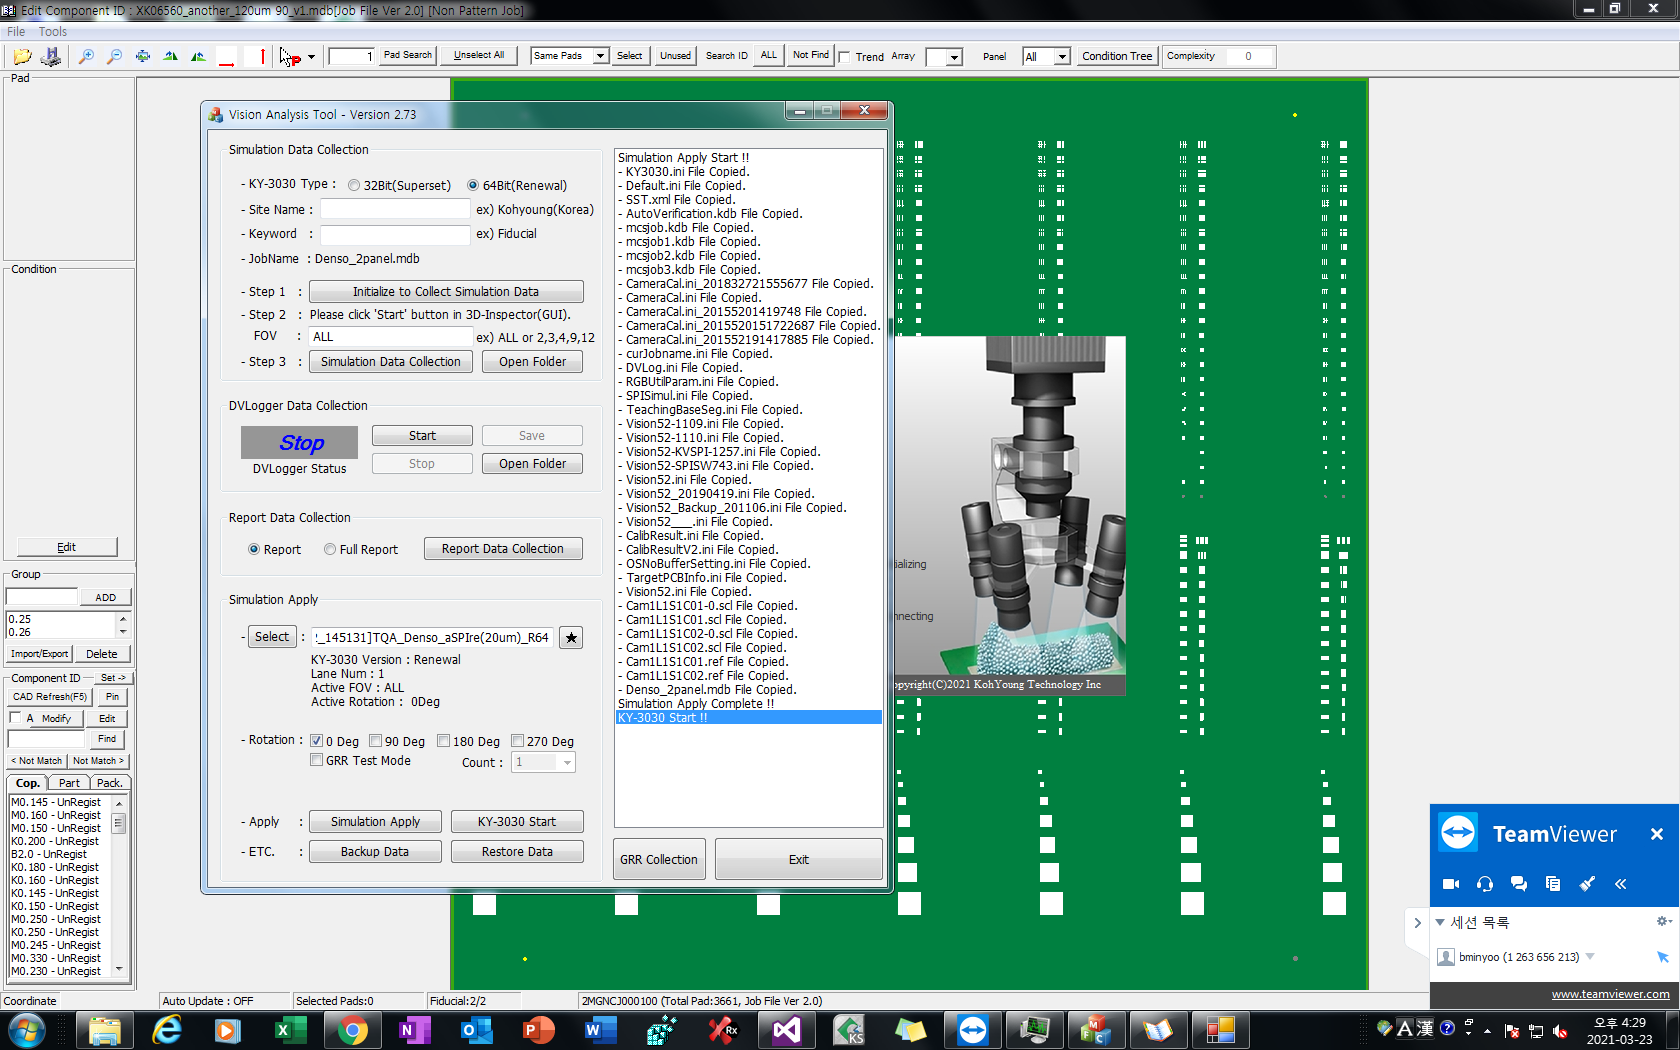 Edit Component ID : XK06560_another_120um 90_v1.mdb[Job File Ver 2.0] [Non Pattern Job]
File Tools
1 Pad Search Unselect All Same Pads Select Unused Search ID ALL Not Find Trend Array Panel All Condition Tree Complexity 0
Pad
Condition
Edit
Group
ADD
0.25
0.26
Import/Export Delete
Component ID Set ->
CAD Refresh(F5) Pin
A Modify Edit
Find
< Not Match Not Match >
Cop. Part Pack.
M0.145 - UnRegist
M0.160 - UnRegist
M0.150 - UnRegist
K0.200 - UnRegist
B2.0 - UnRegist
K0.180 - UnRegist
K0.160 - UnRegist
K0.145 - UnRegist
K0.150 - UnRegist
M0.250 - UnRegist
K0.250 - UnRegist
M0.245 - UnRegist
M0.330 - UnRegist
M0.230 - UnRegist
Vision Analysis Tool - Version 2.73
Simulation Data Collection
- KY-3030 Type : 32Bit(Superset) 64Bit(Renewal)
- Site Name : ex) Kohyoung(Korea)
- Keyword : ex) Fiducial
- JobName : Denso_2panel.mdb
- Step 1 : Initialize to Collect Simulation Data
- Step 2 : Please click 'Start' button in 3D-Inspector(GUI).
FOV : ALL ex) ALL or 2,3,4,9,12
- Step 3 : Simulation Data Collection Open Folder
DVLogger Data Collection
Stop Start Save
DVLogger Status Stop Open Folder
Report Data Collection
Report Full Report Report Data Collection
Simulation Apply
- Select : _145131]TQA_Denso_aSPIre(20um)_R64 ★
KY-3030 Version : Renewal
Lane Num : 1
Active FOV : ALL
Active Rotation : 0Deg
- Rotation : 0 Deg 90 Deg 180 Deg 270 Deg
GRR Test Mode Count : 1
- Apply : Simulation Apply KY-3030 Start
- ETC. : Backup Data Restore Data
Simulation Apply Start !!
- KY3030.ini File Copied.
- Default.ini File Copied.
- SST.xml File Copied.
- AutoVerification.kdb File Copied.
- mcsjob.kdb File Copied.
- mcsjob1.kdb File Copied.
- mcsjob2.kdb File Copied.
- mcsjob3.kdb File Copied.
- CameraCal.ini_201832721555677 File Copied.
- CameraCal.ini File Copied.
- CameraCal.ini_20155201419748 File Copied.
- CameraCal.ini_2015520151722687 File Copied.
- CameraCal.ini_201552191417885 File Copied.
- curJobname.ini File Copied.
- DVLog.ini File Copied.
- RGBUtilParam.ini File Copied.
- SPISimul.ini File Copied.
- TeachingBaseSeg.ini File Copied.
- Vision52-1109.ini File Copied.
- Vision52-1110.ini File Copied.
- Vision52-KVSPI-1257.ini File Copied.
- Vision52-SPISW743.ini File Copied.
- Vision52.ini File Copied.
- Vision52_20190419.ini File Copied.
- Vision52_Backup_201106.ini File Copied.
- Vision52___.ini File Copied.
- CalibResult.ini File Copied.
- CalibResultV2.ini File Copied.
- OSNoBufferSetting.ini File Copied.
- TargetPCBInfo.ini File Copied.
- Vision52.ini File Copied.
- Cam1L1S1C01-0.scl File Copied.
- Cam1L1S1C01.scl File Copied.
- Cam1L1S1C02-0.scl File Copied.
- Cam1L1S1C02.scl File Copied.
- Cam1L1S1C01.ref File Copied.
- Cam1L1S1C02.ref File Copied.
- Denso_2panel.mdb File Copied.
Simulation Apply Complete !!
KY-3030 Start !!
GRR Collection Exit
ializing
nnecting
opyright(C)2021 KohYoung Technology Inc
TeamViewer
세션 목록
bminyoo (1 263 656 213)
www.teamviewer.com
Coordinate Auto Update : OFF Selected Pads:0 Fiducial:2/2 2MGNCJ000100 (Total Pad:3661, Job File Ver 2.0)
A 漢
오후 4:29
2021-03-23